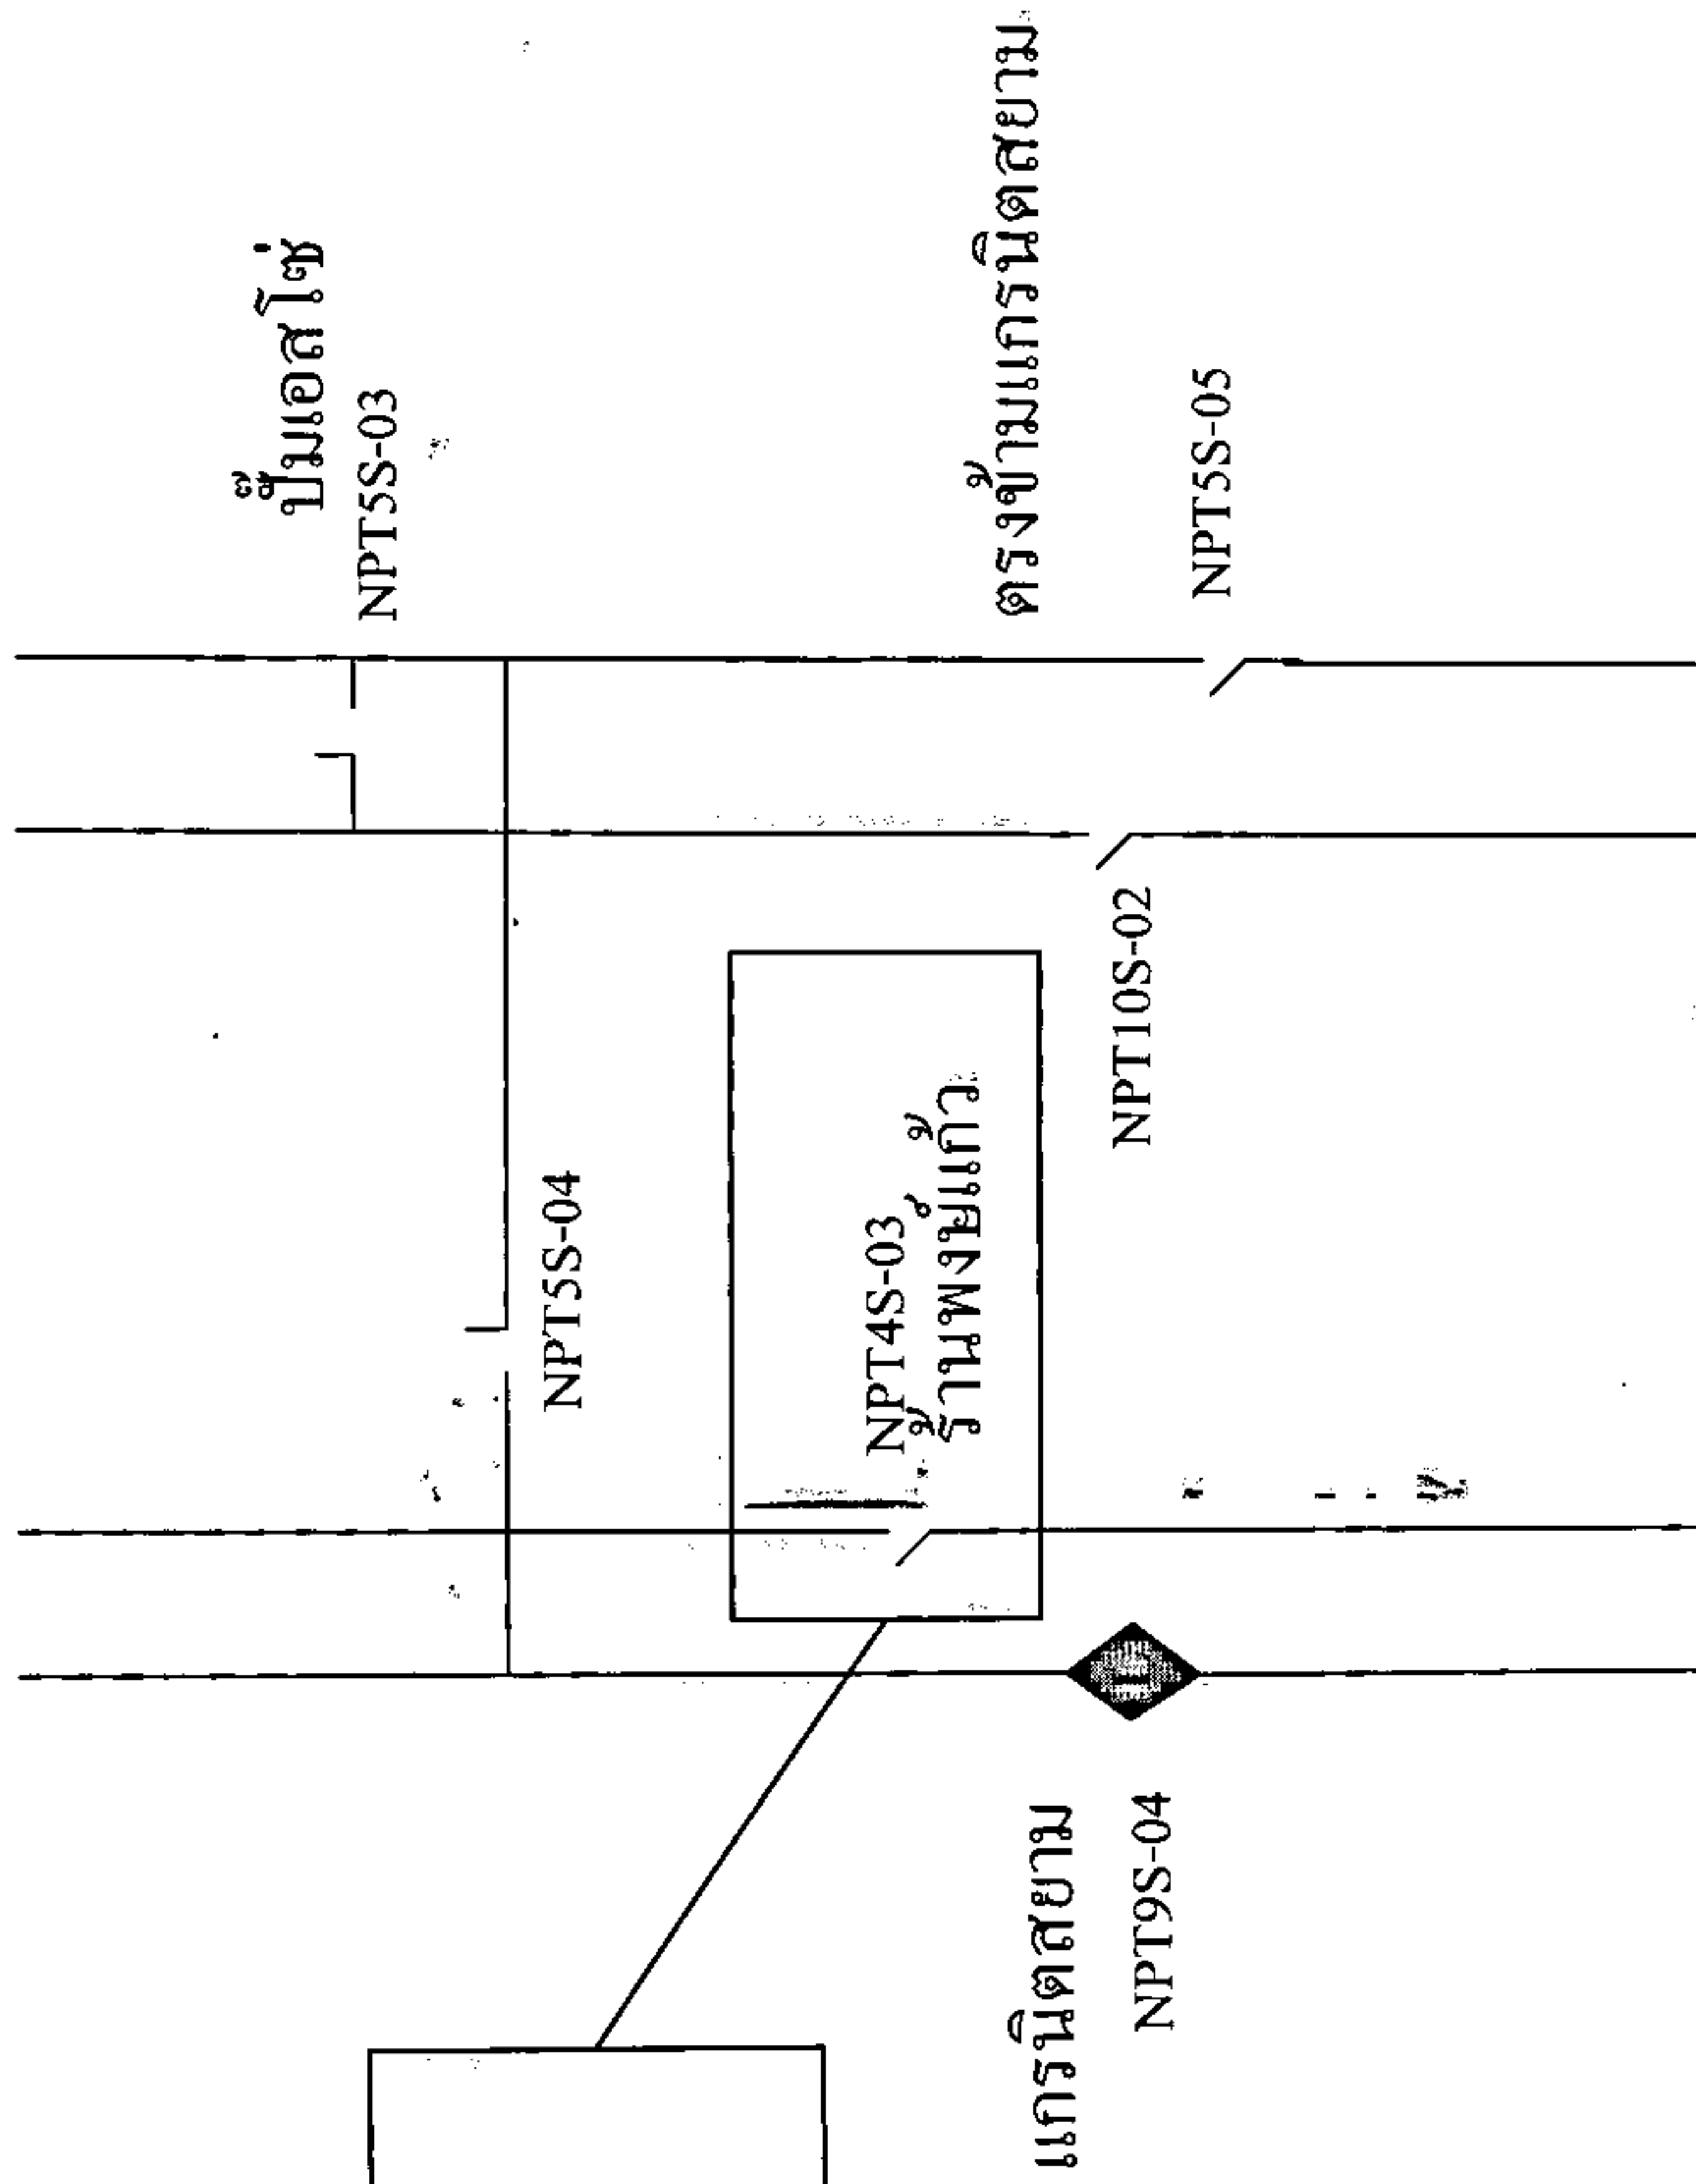 ปั๊มเอสโซ่
NPT5S-03
ตรงข้ามแกรนิตสยาม
NPT5S-05
NPT5S-04
NPT4S-03
ร้านพงษ์แก้ว
NPT10S-02
แกรนิตสยาม
NPT9S-04